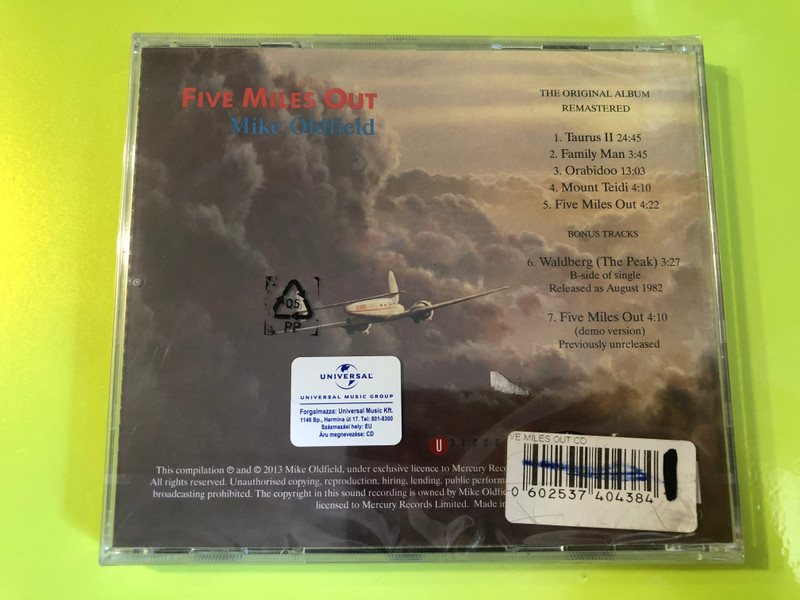 FIVE MILES OUT
Mike Oldfield
THE ORIGINAL ALBUM
REMASTERED
1. Taurus II 24:45
2. Family Man 3:45
3. Orabidoo 13:03
4. Mount Teidi 4:10
5. Five Miles Out 4:22
BONUS TRACKS
6. Waldberg (The Peak) 3:27
B-side of single
Released as August 1982
7. Five Miles Out 4:10
(demo version)
Previously unreleased
05
PP
UNIVERSAL
UNIVERSAL MUSIC GROUP
Forgalmazza: Universal Music Kft.
1146 Bp., Hermina út 17. Tel: 801-8300
Származási hely: EU
Áru megnevezése: CD
U
VE MILES OUT CD
0 602537 404384
This compilation ℗ and © 2013 Mike Oldfield, under exclusive licence to Mercury Rec
All rights reserved. Unauthorised copying, reproduction, hiring, lending, public performa
broadcasting prohibited. The copyright in this sound recording is owned by Mike Oldfie
licensed to Mercury Records Limited. Made in